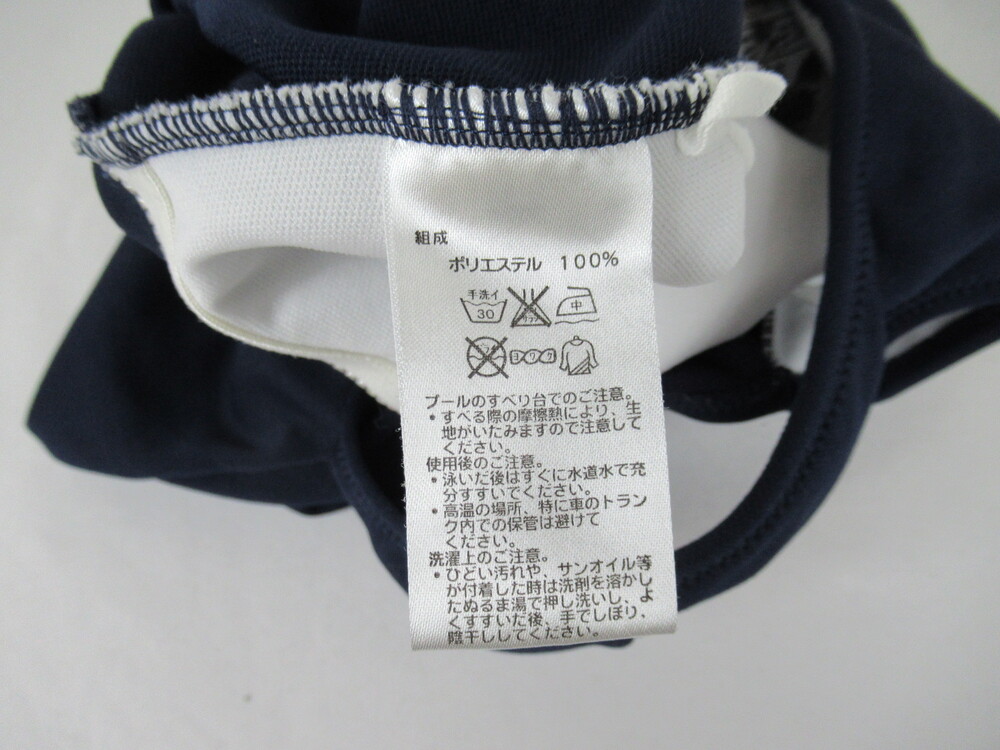 組成
ポリエステル 100%
手洗イ
30
中
ヨワク
プールのすべり台でのご注意。
・すべる際の摩擦熱により、生
地がいたみますので注意して
ください。
使用後のご注意。
・泳いだ後はすぐに水道水で充
分すすいでください。
・高温の場所、特に車のトラン
ク内での保管は避けて
ください。
洗濯上のご注意。
・ひどい汚れや、サンオイル等
が付着した時は洗剤を溶かし
たぬるま湯で押し洗いし、よ
くすすいだ後、手でしぼり、
陰干ししてください。